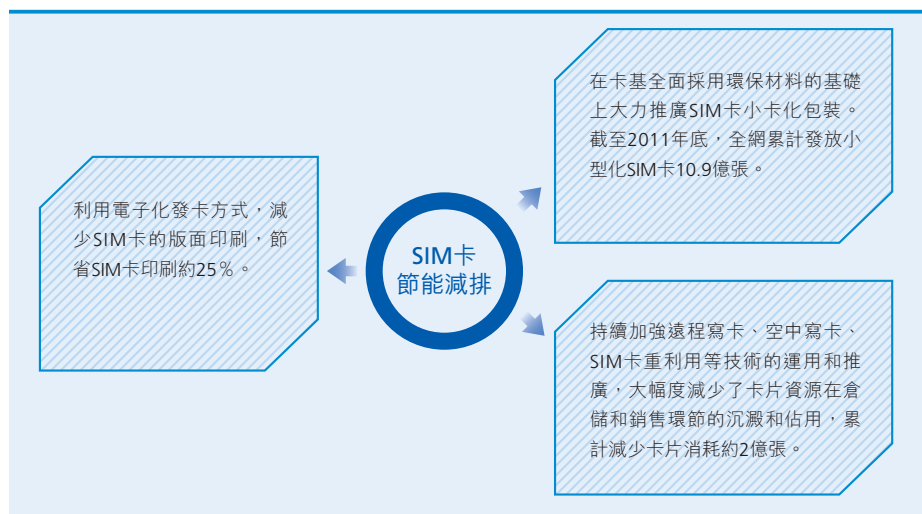 在卡基全面採用環保材料的基礎
上大力推廣SIM卡小卡化包裝。
截至2011年底，全網累計發放小
型化SIM卡10.9億張。
利用電子化發卡方式，減
少SIM卡的版面印刷，節
省SIM卡印刷約25％。
SIM卡
節能減排
持續加強遠程寫卡、空中寫卡、
SIM卡重利用等技術的運用和推
廣，大幅度減少了卡片資源在倉
儲和銷售環節的沉澱和佔用，累
計減少卡片消耗約2億張。